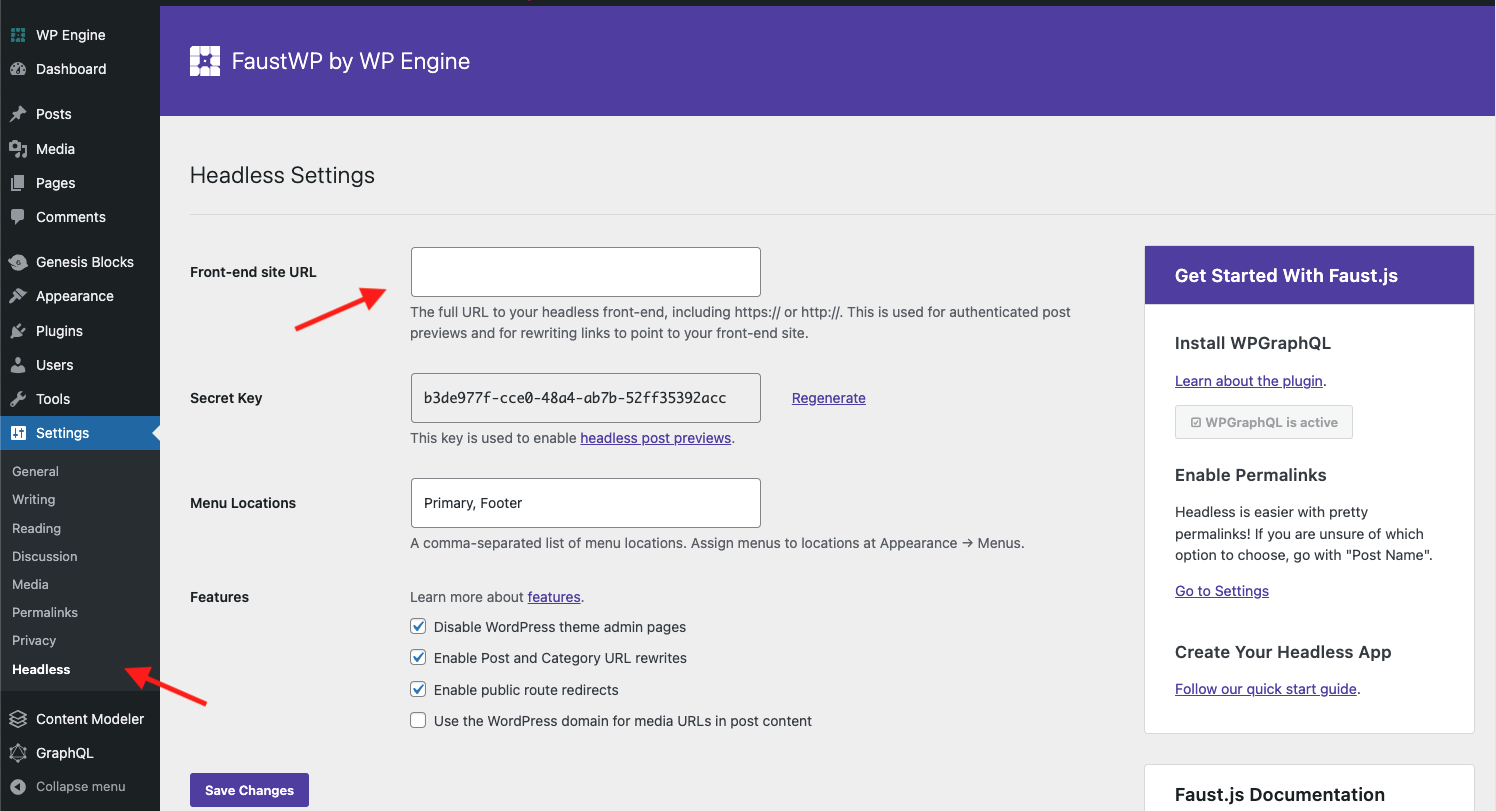 WP Engine
Dashboard
Posts
Media
Pages
Comments
Genesis Blocks
Appearance
Plugins
Users
Tools
Settings
General
Writing
Reading
Discussion
Media
Permalinks
Privacy
Headless
Content Modeler
GraphQL
Collapse menu
FaustWP by WP Engine
Headless Settings
Front-end site URL
The full URL to your headless front-end, including https:// or http://. This is used for authenticated post
previews and for rewriting links to point to your front-end site.
Secret Key
b3de977f-cce0-48a4-ab7b-52ff35392acc
Regenerate
This key is used to enable headless post previews.
Menu Locations
Primary, Footer
A comma-separated list of menu locations. Assign menus to locations at Appearance → Menus.
Features
Learn more about features.
Disable WordPress theme admin pages
Enable Post and Category URL rewrites
Enable public route redirects
Use the WordPress domain for media URLs in post content
Save Changes
Get Started With Faust.js
Install WPGraphQL
Learn about the plugin.
WPGraphQL is active
Enable Permalinks
Headless is easier with pretty
permalinks! If you are unsure of which
option to choose, go with "Post Name".
Go to Settings
Create Your Headless App
Follow our quick start guide.
Faust.js Documentation